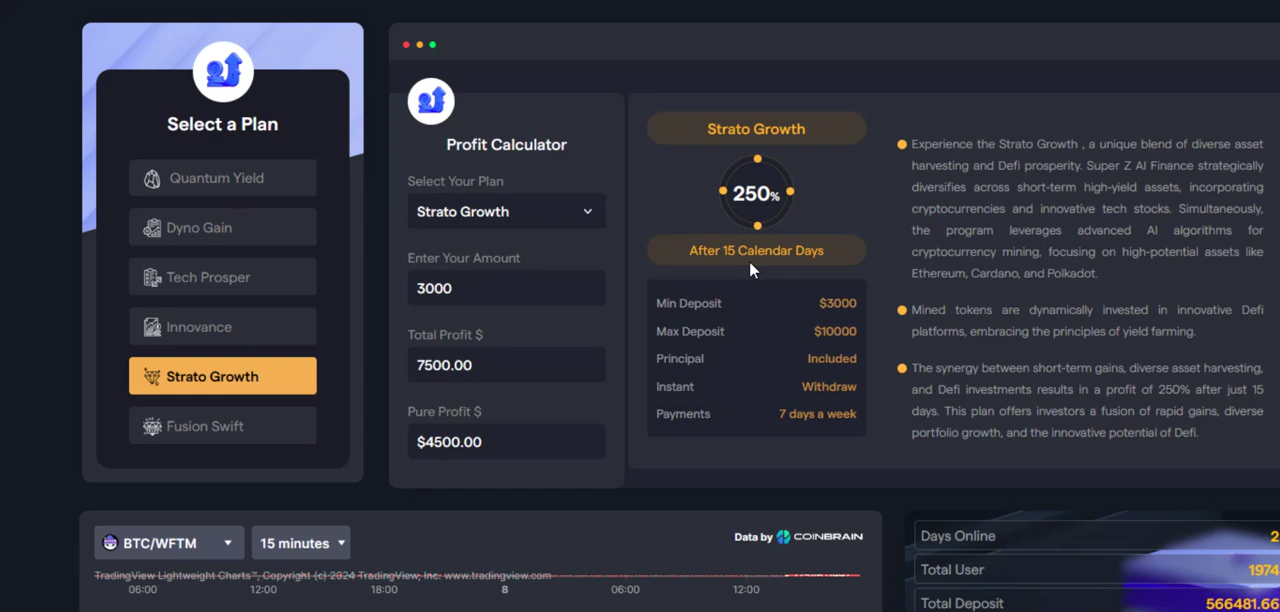 Select a Plan
Quantum Yield
Dyno Gain
Tech Prosper
Innovance
Strato Growth
Fusion Swift
Profit Calculator
Select Your Plan
Strato Growth
Enter Your Amount
3000
Total Profit $
7500.00
Pure Profit $
$4500.00
Strato Growth
250%
After 15 Calendar Days
Min Deposit $3000
Max Deposit $10000
Principal Included
Instant Withdraw
Payments 7 days a week
Experience the Strato Growth , a unique blend of diverse asset
harvesting and Defi prosperity. Super Z AI Finance strategically
diversifies across short-term high-yield assets, incorporating
cryptocurrencies and innovative tech stocks. Simultaneously,
the program leverages advanced AI algorithms for
cryptocurrency mining, focusing on high-potential assets like
Ethereum, Cardano, and Polkadot.
Mined tokens are dynamically invested in innovative Defi
platforms, embracing the principles of yield farming.
The synergy between short-term gains, diverse asset harvesting,
and Defi investments results in a profit of 250% after just 15
days. This plan offers investors a fusion of rapid gains, diverse
portfolio growth, and the innovative potential of Defi.
BTC/WFTM
15 minutes
Data by COINBRAIN
TradingView Lightweight Charts™, Copyright (c) 2024 TradingView, Inc. www.tradingview.com
06:00 12:00 18:00 8 06:00 12:00
Days Online 2
Total User 1974
Total Deposit 566481.66